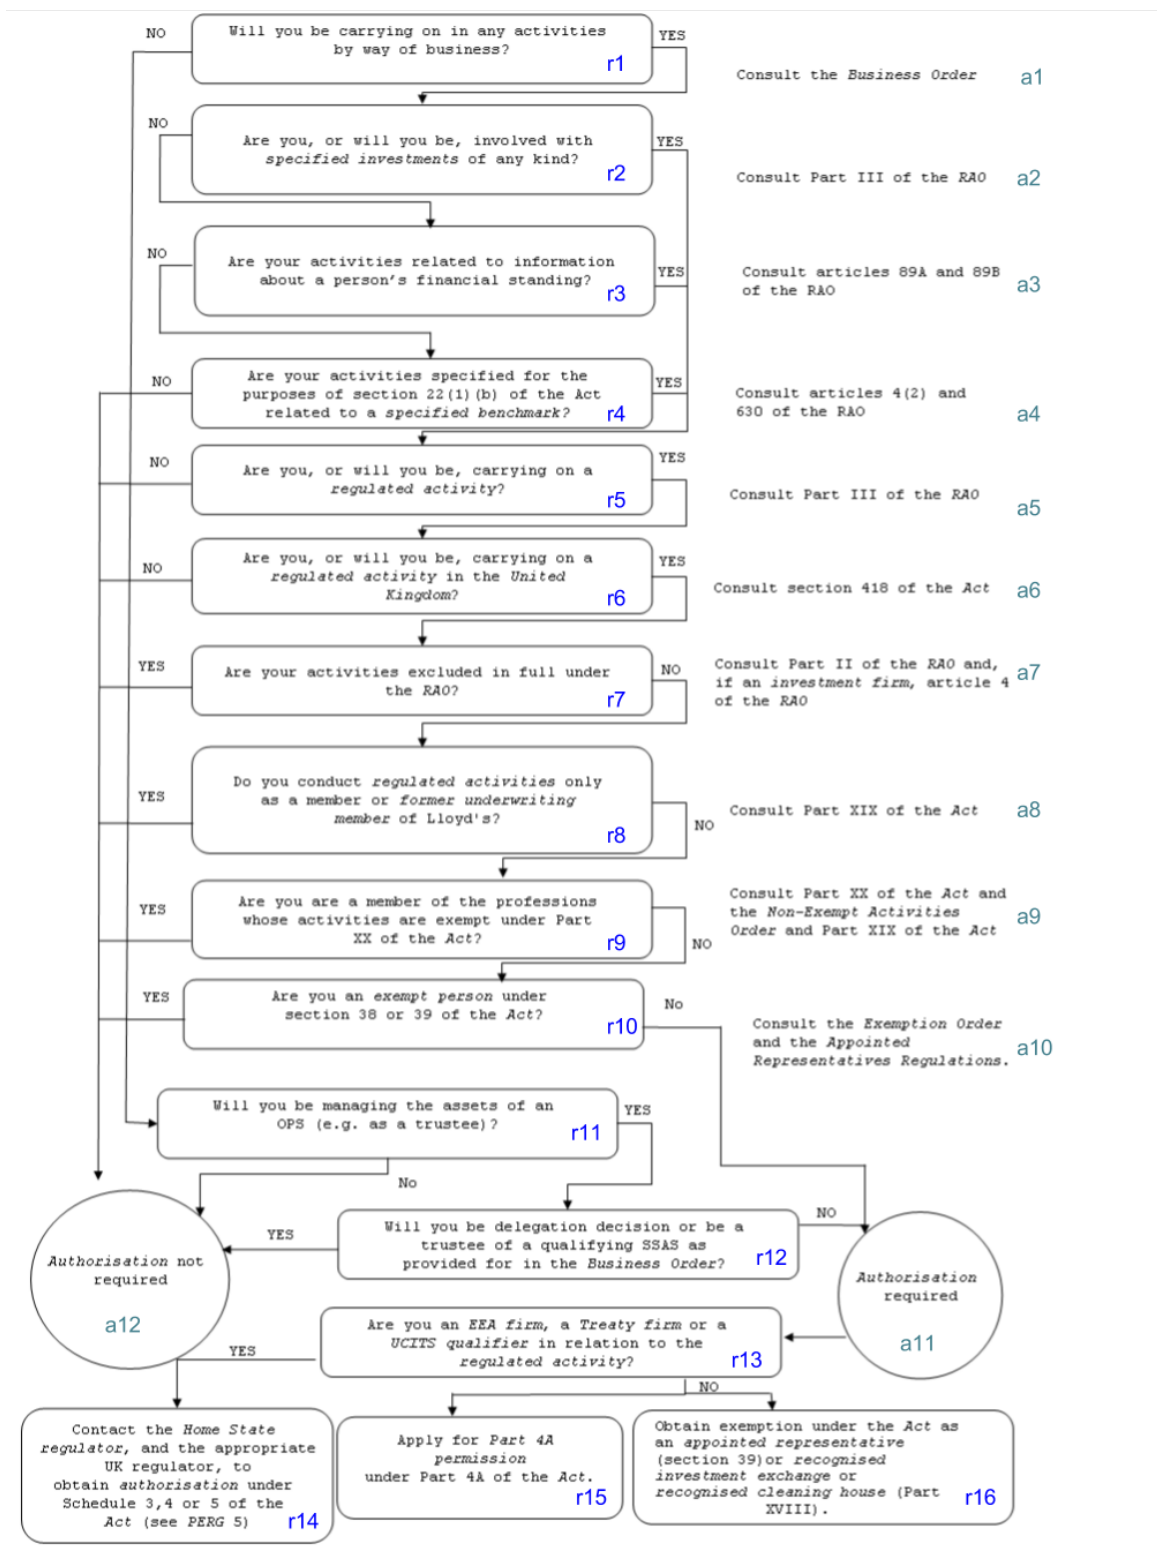 NO
Will you be carrying on in any activities
by way of business?
YES
r1
Consult the Business Order
a1
NO
Are you, or will you be, involved with
specified investments of any kind?
YES
r2
Consult Part III of the RAO
a2
NO
Are your activities related to information
about a person's financial standing?
YES
r3
Consult articles 89A and 89B
of the RAO
a3
NO
Are your activities specified for the
purposes of section 22(1)(b) of the Act
related to a specified benchmark?
YES
r4
Consult articles 4(2) and
63O of the RAO
a4
NO
Are you, or will you be, carrying on a
regulated activity?
YES
r5
Consult Part III of the RAO
a5
NO
Are you, or will you be, carrying on a
regulated activity in the United
Kingdom?
YES
r6
Consult section 418 of the Act
a6
YES
Are your activities excluded in full under
the RAO?
NO
r7
Consult Part II of the RAO and,
if an investment firm, article 4
of the RAO
a7
YES
Do you conduct regulated activities only
as a member or former underwriting
member of Lloyd's?
NO
r8
Consult Part XIX of the Act
a8
YES
Are you are a member of the professions
whose activities are exempt under Part
XX of the Act?
NO
r9
Consult Part XX of the Act and
the Non-Exempt Activities
Order and Part XIX of the Act
a9
YES
Are you an exempt person under
section 38 or 39 of the Act?
No
r10
Consult the Exemption Order
and the Appointed
Representatives Regulations.
a10
Will you be managing the assets of an
OPS (e.g. as a trustee)?
YES
r11
No
Will you be delegation decision or be a
trustee of a qualifying SSAS as
provided for in the Business Order?
YES
NO
r12
Authorisation not
required
a12
Authorisation
required
a11
Are you an EEA firm, a Treaty firm or a
UCITS qualifier in relation to the
regulated activity?
r13
YES
NO
Contact the Home State
regulator, and the appropriate
UK regulator, to
obtain authorisation under
Schedule 3,4 or 5 of the
Act (see PERG 5)
r14
Apply for Part 4A
permission
under Part 4A of the Act.
r15
Obtain exemption under the Act as
an appointed representative
(section 39)or recognised
investment exchange or
recognised cleaning house (Part
XVIII).
r16